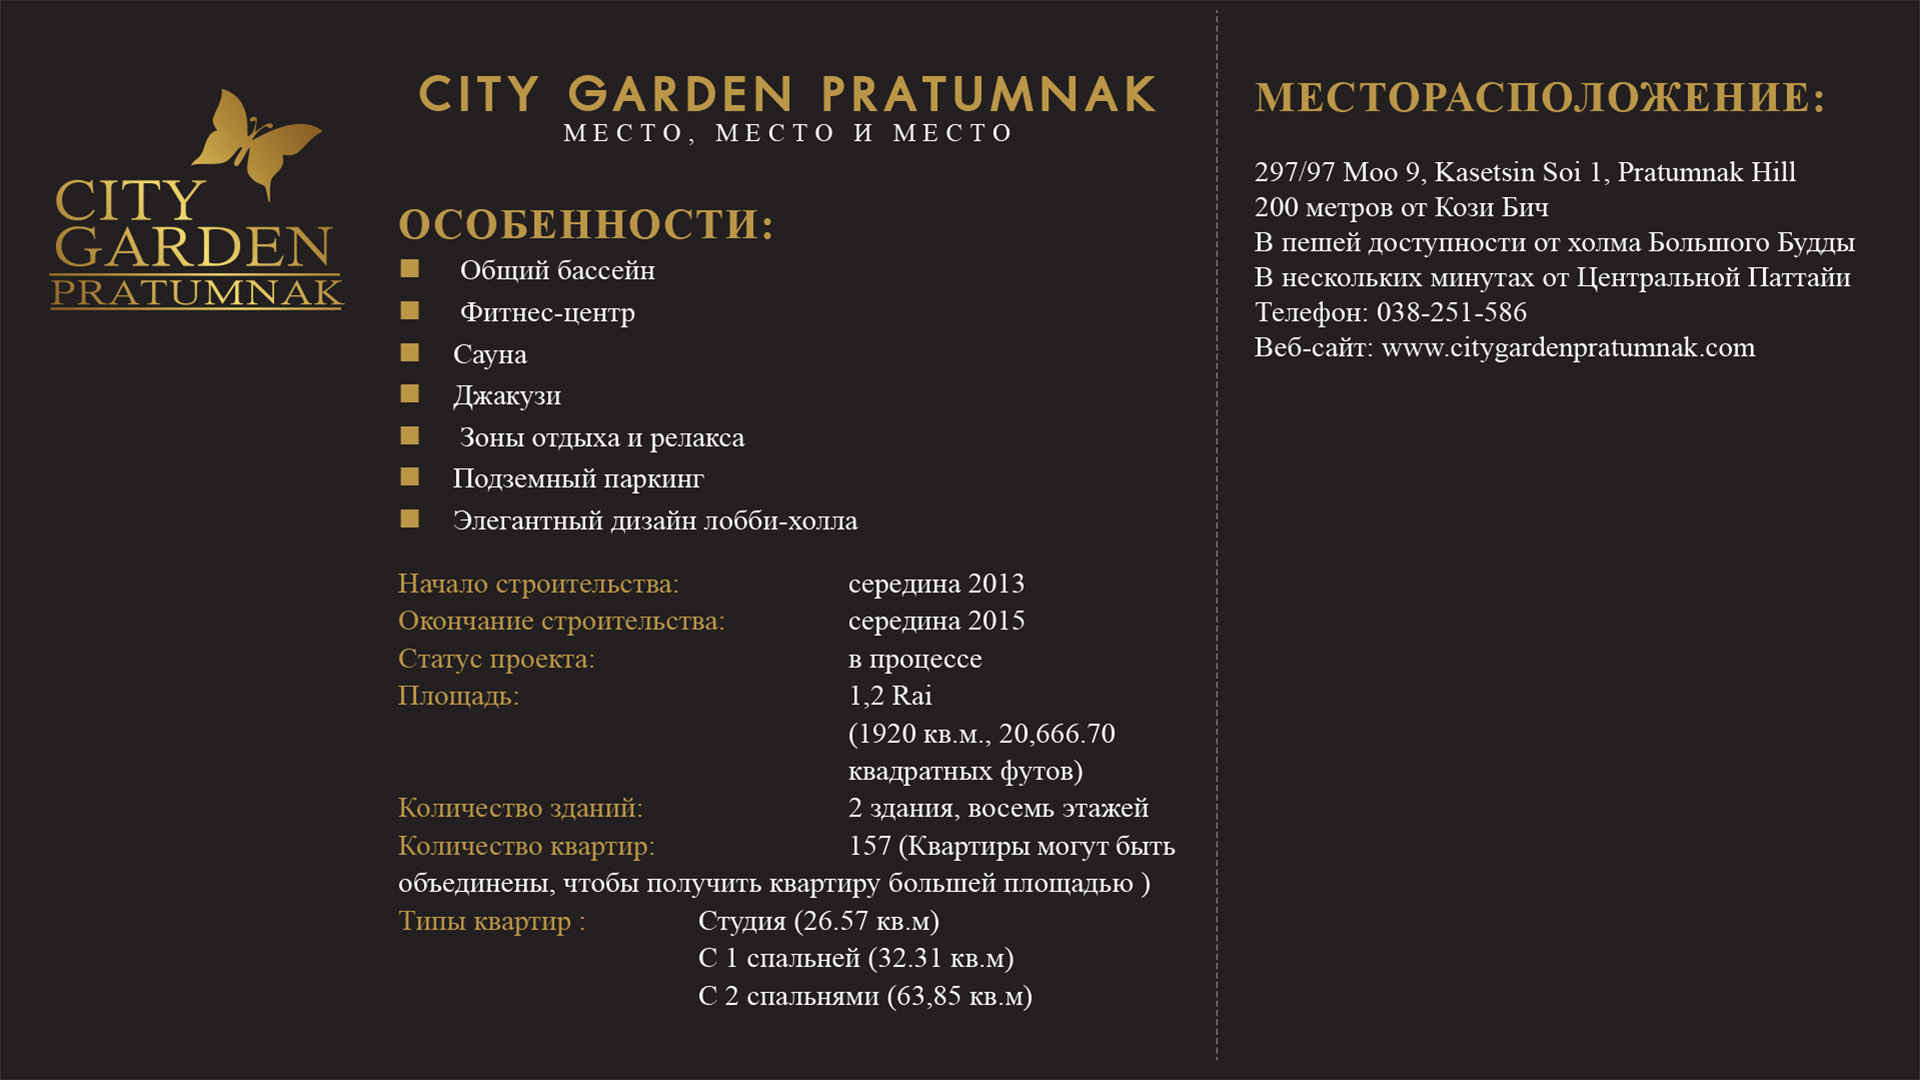 CITY
GARDEN
PRATUMNAK
CITY GARDEN PRATUMNAK
МЕСТО, МЕСТО И МЕСТО
ОСОБЕННОСТИ:
Общий бассейн
Фитнес-центр
Сауна
Джакузи
Зоны отдыха и релакса
Подземный паркинг
Элегантный дизайн лобби-холла
Начало строительства: середина 2013
Окончание строительства: середина 2015
Статус проекта: в процессе
Площадь: 1,2 Rai
(1920 кв.м., 20,666.70
квадратных футов)
Количество зданий: 2 здания, восемь этажей
Количество квартир: 157 (Квартиры могут быть
объединены, чтобы получить квартиру большей площадью )
Типы квартир : Студия (26.57 кв.м)
С 1 спальней (32.31 кв.м)
С 2 спальнями (63,85 кв.м)
МЕСТОРАСПОЛОЖЕНИЕ:
297/97 Moo 9, Kasetsin Soi 1, Pratumnak Hill
200 метров от Кози Бич
В пешей доступности от холма Большого Будды
В нескольких минутах от Центральной Паттайи
Телефон: 038-251-586
Веб-сайт: www.citygardenpratumnak.com